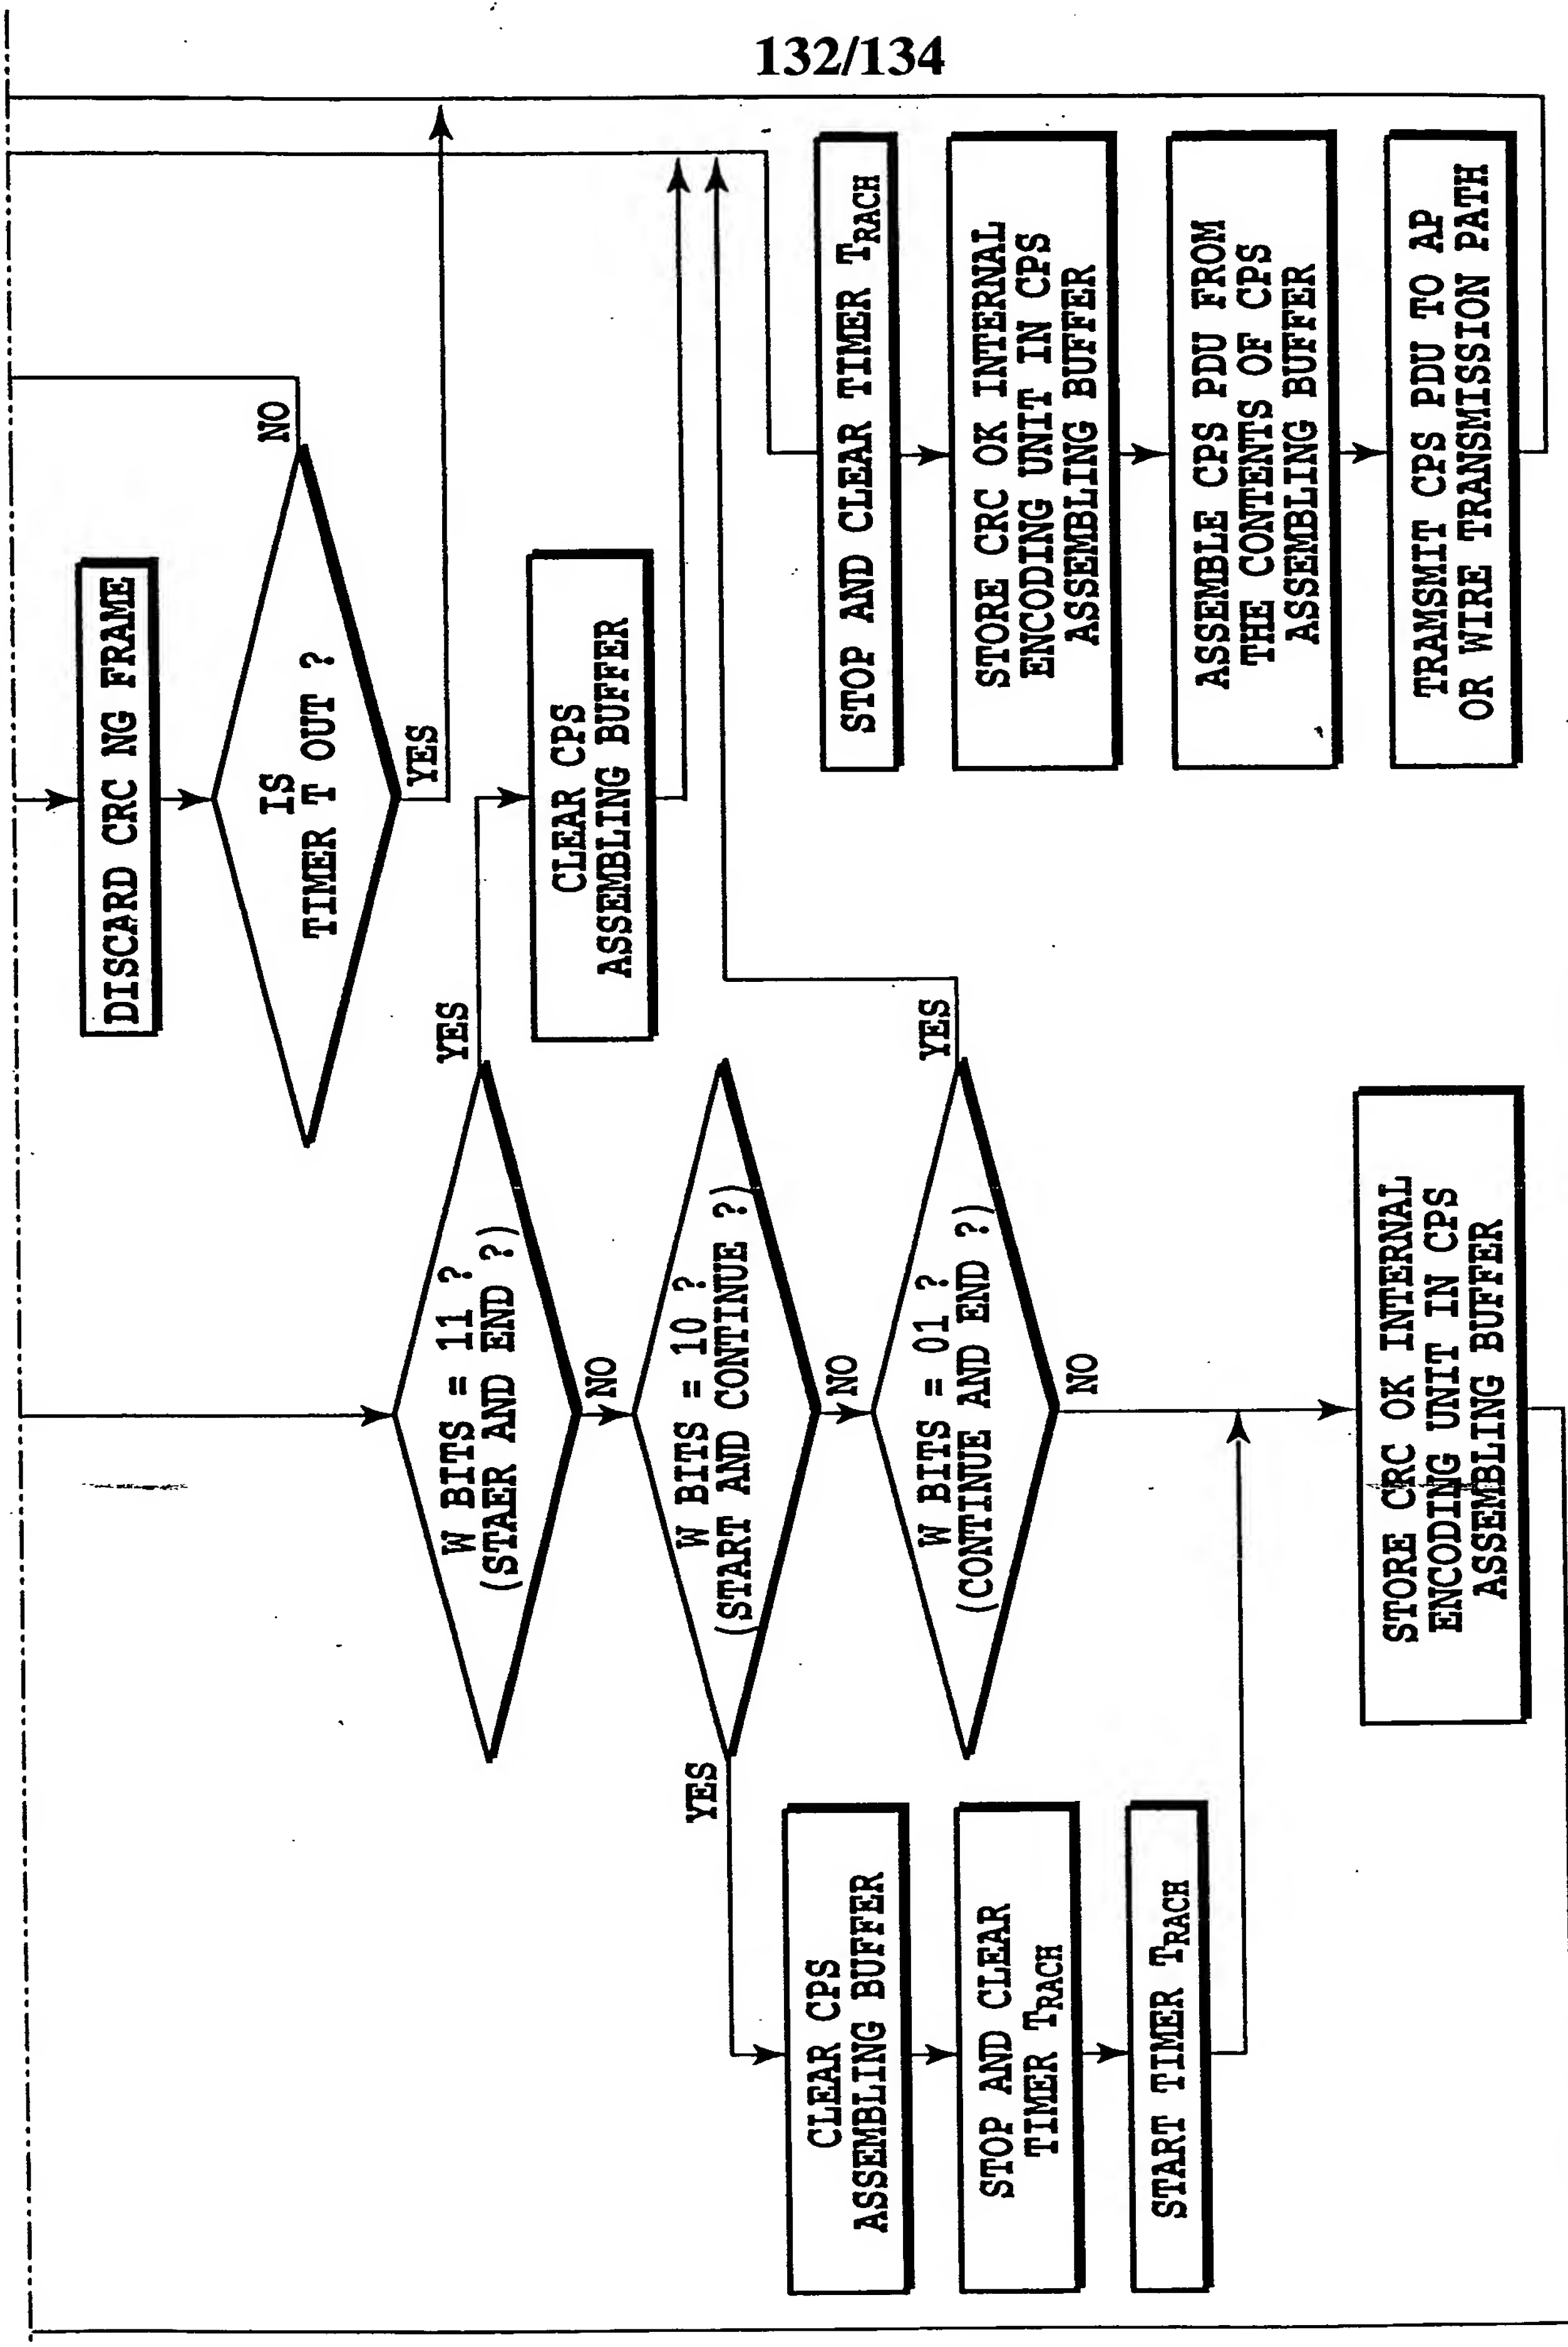 132/134
DISCARD CRC NG FRAME
IS
TIMER T OUT ?
NO
YES
W BITS = 11 ?
(STAER AND END ?)
YES
NO
CLEAR CPS
ASSEMBLING BUFFER
W BITS = 10 ?
(START AND CONTINUE ?)
YES
NO
W BITS = 01 ?
(CONTINUE AND END ?)
YES
NO
CLEAR CPS
ASSEMBLING BUFFER
STOP AND CLEAR
TIMER TRACH
START TIMER TRACH
STORE CRC OK INTERNAL
ENCODING UNIT IN CPS
ASSEMBLING BUFFER
STOP AND CLEAR TIMER TRACH
STORE CRC OK INTERNAL
ENCODING UNIT IN CPS
ASSEMBLING BUFFER
ASSEMBLE CPS PDU FROM
THE CONTENTS OF CPS
ASSEMBLING BUFFER
TRAMSMIT CPS PDU TO AP
OR WIRE TRANSMISSION PATH